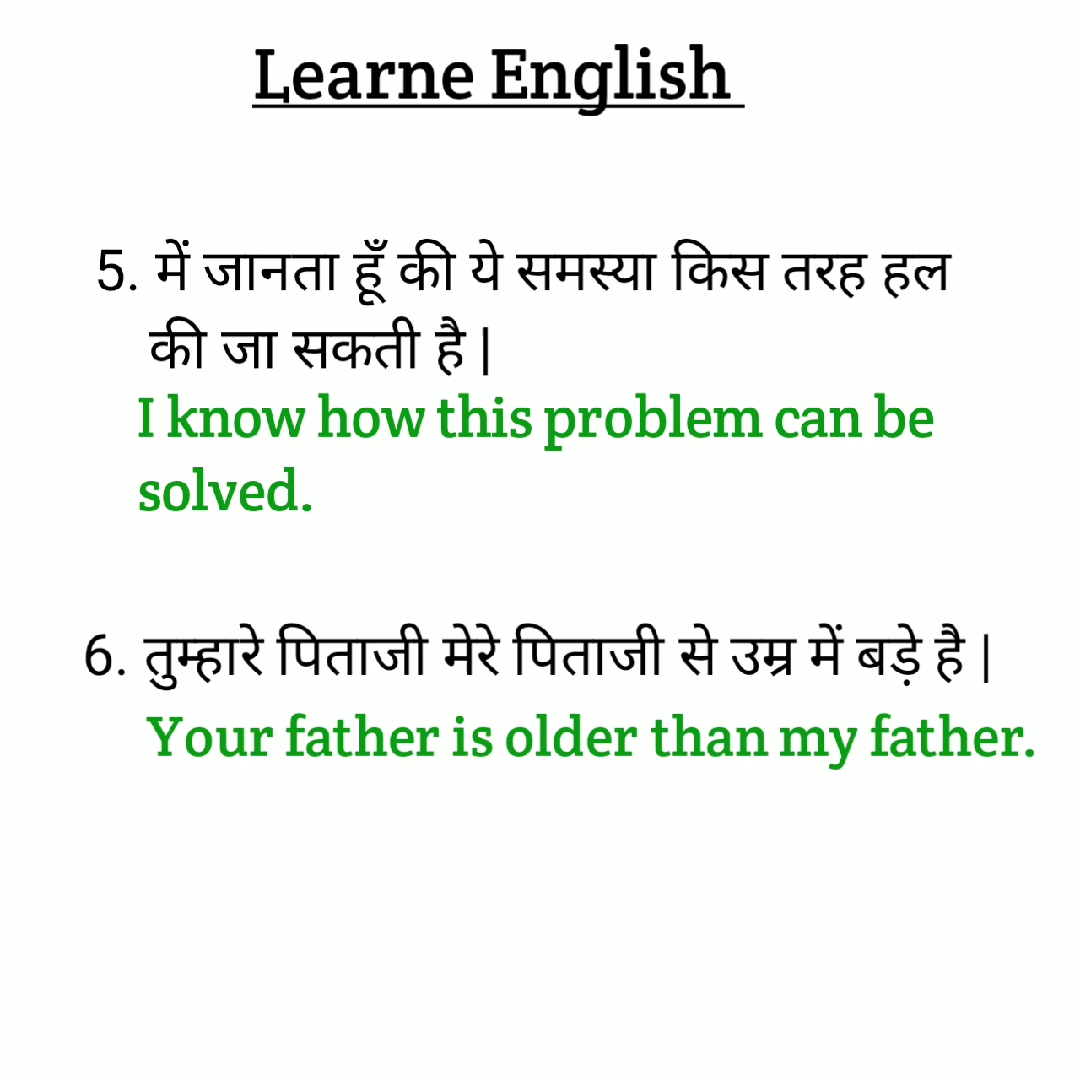 Learne English
5. में जानता हूँ की ये समस्या किस तरह हल
की जा सकती है |
I know how this problem can be
solved.
6. तुम्हारे पिताजी मेरे पिताजी से उम्र में बड़े है |
Your father is older than my father.